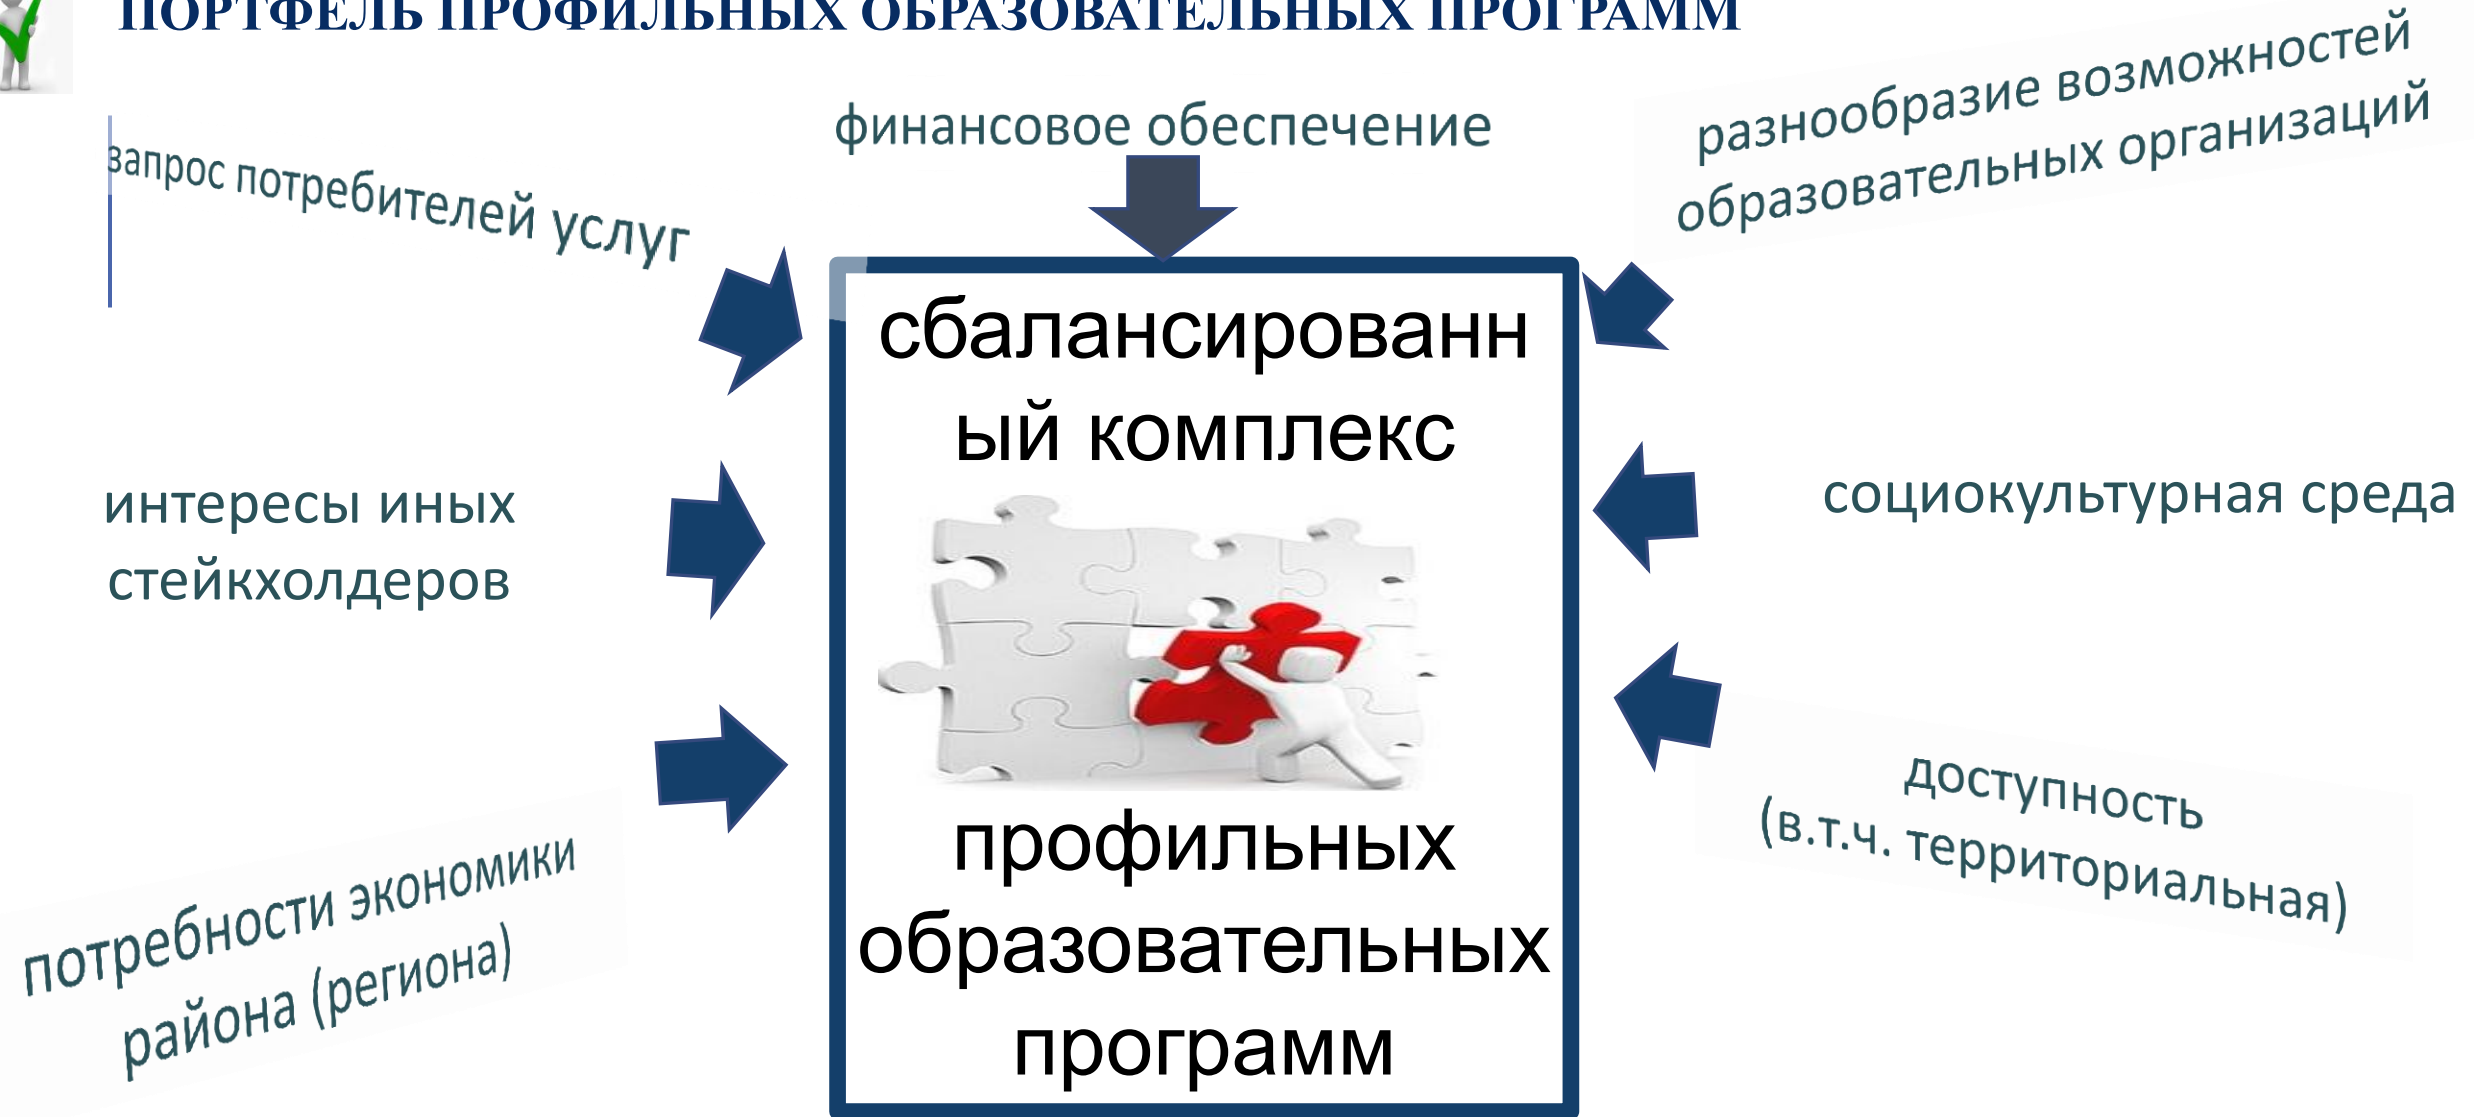 ПОРТФЕЛЬ ПРОФИЛЬНЫХ ОБРАЗОВАТЕЛЬНЫХ ПРОГРАММ
запрос потребителей услуг
финансовое обеспечение
разнообразие возможностей
образовательных организаций
сбалансированн
ый комплекс
интересы иных
стейкхолдеров
социокультурная среда
потребности экономики
района (региона)
доступность
(в.т.ч. территориальная)
профильных
образовательных
программ